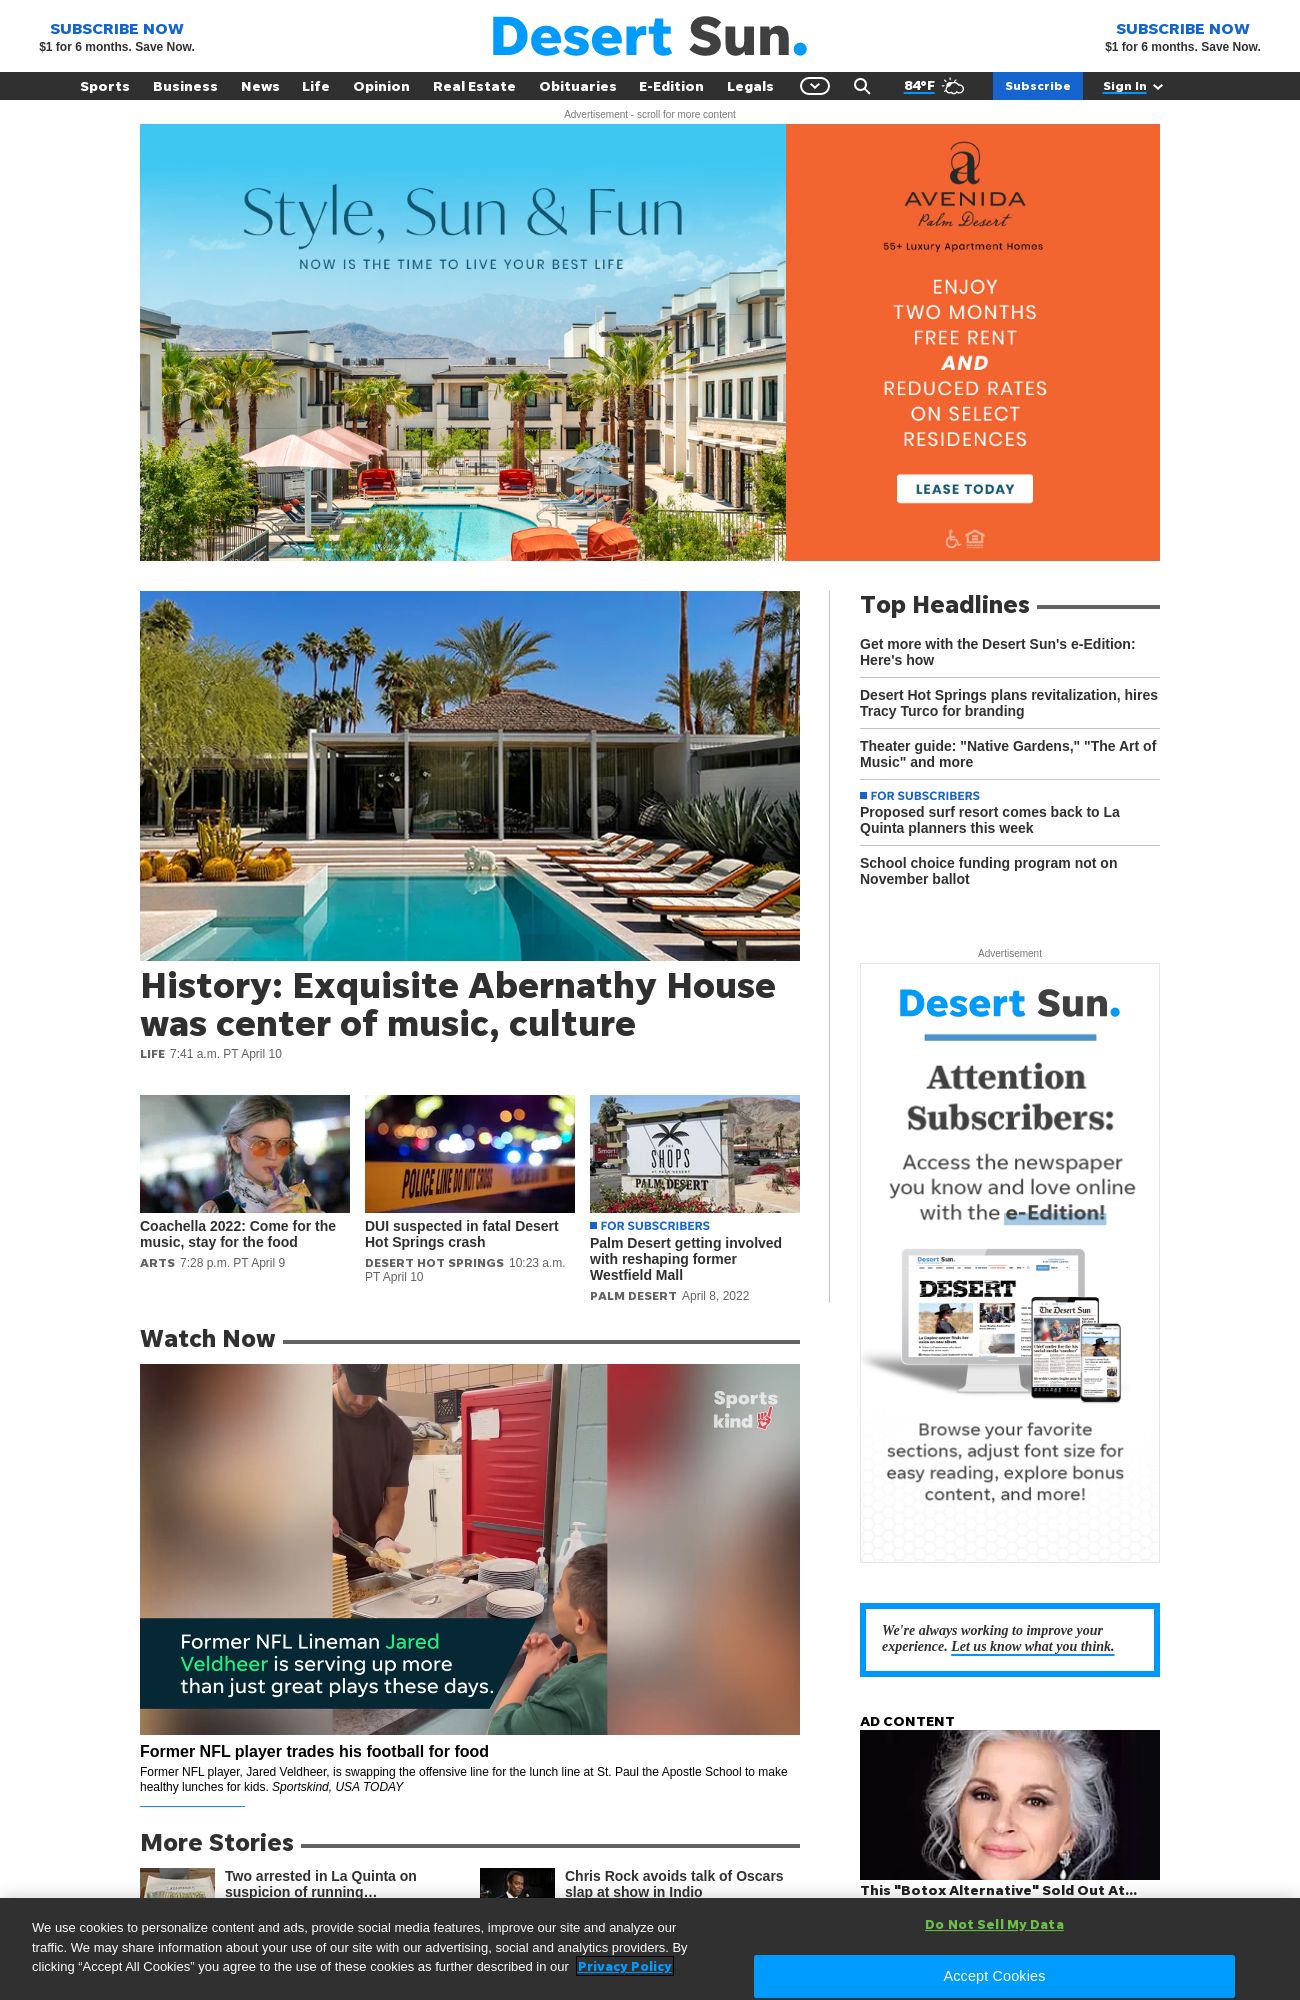 SUBSCRIBE NOW
$1 for 6 months. Save Now.
Desert Sun.
SUBSCRIBE NOW
$1 for 6 months. Save Now.
Sports Business News Life Opinion Real Estate Obituaries E-Edition Legals 84°F Subscribe Sign In
Advertisement - scroll for more content
Style, Sun & Fun
NOW IS THE TIME TO LIVE YOUR BEST LIFE
a
AVENIDA
Palm Desert
55+ Luxury Apartment Homes
ENJOY
TWO MONTHS
FREE RENT
AND
REDUCED RATES
ON SELECT
RESIDENCES
LEASE TODAY
History: Exquisite Abernathy House
was center of music, culture
LIFE 7:41 a.m. PT April 10
POLICE LINE DO NOT CROSS
THE
SHOPS
AT PALM DESERT
PALM DESERT
Coachella 2022: Come for the
music, stay for the food
ARTS 7:28 p.m. PT April 9
DUI suspected in fatal Desert
Hot Springs crash
DESERT HOT SPRINGS 10:23 a.m.
PT April 10
FOR SUBSCRIBERS
Palm Desert getting involved
with reshaping former
Westfield Mall
PALM DESERT April 8, 2022
Top Headlines
Get more with the Desert Sun's e-Edition:
Here's how
Desert Hot Springs plans revitalization, hires
Tracy Turco for branding
Theater guide: "Native Gardens," "The Art of
Music" and more
FOR SUBSCRIBERS
Proposed surf resort comes back to La
Quinta planners this week
School choice funding program not on
November ballot
Advertisement
Desert Sun.
Attention
Subscribers:
Access the newspaper
you know and love online
with the e-Edition!
Desert Sun.
DESERT
The Desert Sun
Browse your favorite
sections, adjust font size for
easy reading, explore bonus
content, and more!
Watch Now
Sports
kind
Former NFL Lineman Jared
Veldheer is serving up more
than just great plays these days.
Former NFL player trades his football for food
Former NFL player, Jared Veldheer, is swapping the offensive line for the lunch line at St. Paul the Apostle School to make
healthy lunches for kids. Sportskind, USA TODAY
We're always working to improve your
experience. Let us know what you think.
AD CONTENT
This "Botox Alternative" Sold Out At...
More Stories
Two arrested in La Quinta on
suspicion of running…
Chris Rock avoids talk of Oscars
slap at show in Indio
We use cookies to personalize content and ads, provide social media features, improve our site and analyze our
traffic. We may share information about your use of our site with our advertising, social and analytics providers. By
clicking “Accept All Cookies” you agree to the use of these cookies as further described in our Privacy Policy
Do Not Sell My Data
Accept Cookies